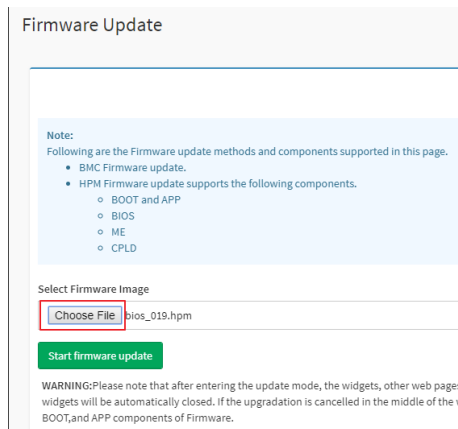 Firmware Update
Note:
Following are the Firmware update methods and components supported in this page.
BMC Firmware update.
HPM Firmware update supports the following components.
BOOT and APP
BIOS
ME
CPLD
Select Firmware Image
Choose File bios_019.hpm
Start firmware update
WARNING:Please note that after entering the update mode, the widgets, other web pages
widgets will be automatically closed. If the upgradation is cancelled in the middle of the
BOOT,and APP components of Firmware.